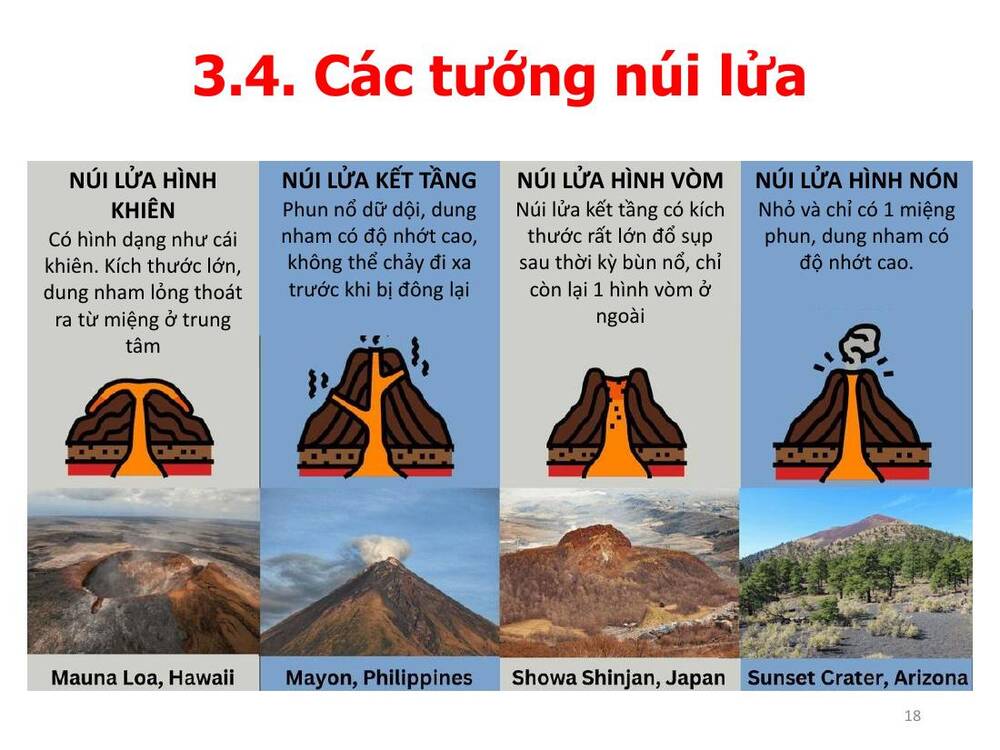 3.4. Các tướng núi lửa
NÚI LỬA HÌNH
KHIÊN
Có hình dạng như cái
khiên. Kích thước lớn,
dung nham lỏng thoát
ra từ miệng ở trung
tâm
NÚI LỬA KẾT TẦNG
Phun nổ dữ dội, dung
nham có độ nhớt cao,
không thể chảy đi xa
trước khi bị đông lại
NÚI LỬA HÌNH VÒM
Núi lửa kết tầng có kích
thước rất lớn đổ sụp
sau thời kỳ bùn nổ, chỉ
còn lại 1 hình vòm ở
ngoài
NÚI LỬA HÌNH NÓN
Nhỏ và chỉ có 1 miệng
phun, dung nham có
độ nhớt cao.
Mauna Loa, Hawaii
Mayon, Philippines
Showa Shinjan, Japan
Sunset Crater, Arizona
18